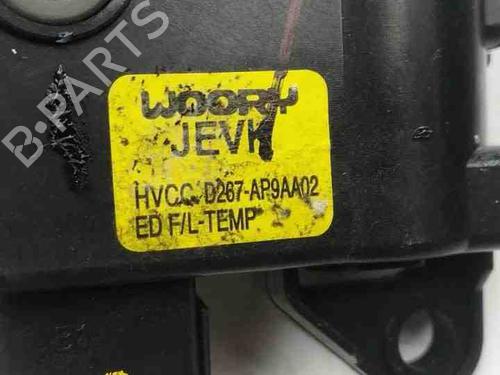 B-PARTS
WOORY
JEVK
HVCC D267-AP9AA02
ED F/L-TEMP